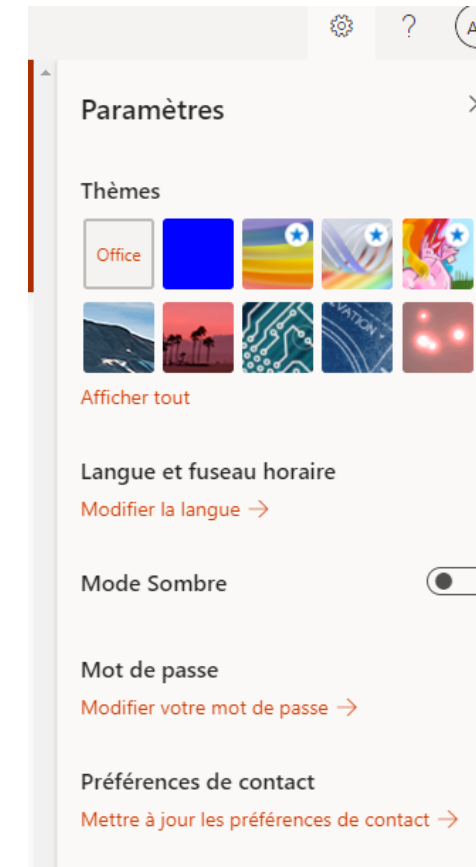 ?
A
Paramètres
Thèmes
Office
VATION
Afficher tout
Langue et fuseau horaire
Modifier la langue →
Mode Sombre
Mot de passe
Modifier votre mot de passe →
Préférences de contact
Mettre à jour les préférences de contact →